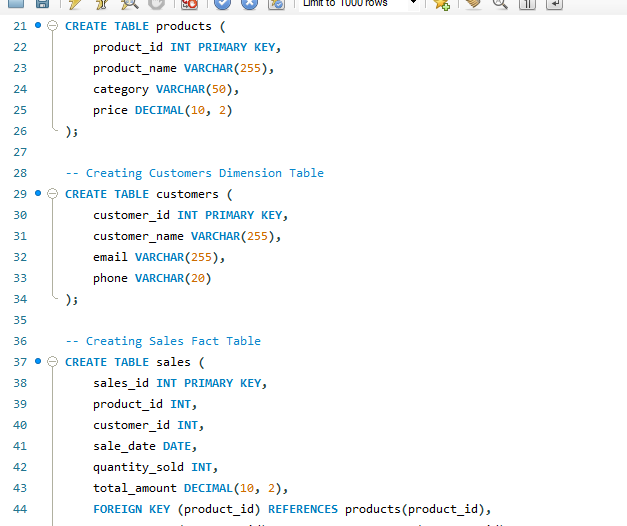 Limit to 1000 rows
21 CREATE TABLE products (
22 product_id INT PRIMARY KEY,
23 product_name VARCHAR(255),
24 category VARCHAR(50),
25 price DECIMAL(10, 2)
26 );
27
28 -- Creating Customers Dimension Table
29 CREATE TABLE customers (
30 customer_id INT PRIMARY KEY,
31 customer_name VARCHAR(255),
32 email VARCHAR(255),
33 phone VARCHAR(20)
34 );
35
36 -- Creating Sales Fact Table
37 CREATE TABLE sales (
38 sales_id INT PRIMARY KEY,
39 product_id INT,
40 customer_id INT,
41 sale_date DATE,
42 quantity_sold INT,
43 total_amount DECIMAL(10, 2),
44 FOREIGN KEY (product_id) REFERENCES products(product_id),